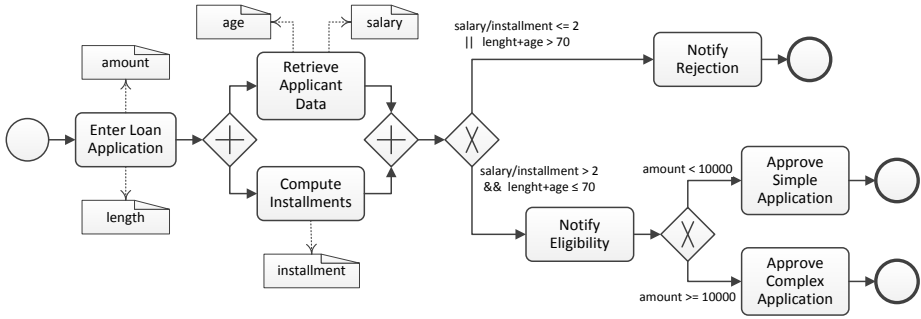 age
salary
amount
Retrieve
Applicant
Data
Enter Loan
Application
length
Compute
Installments
installment
salary/installment <= 2
|| lenght+age > 70
Notify
Rejection
salary/installment > 2
&& lenght+age ≤ 70
Notify
Eligibility
amount < 10000
Approve
Simple
Application
amount >= 10000
Approve
Complex
Application